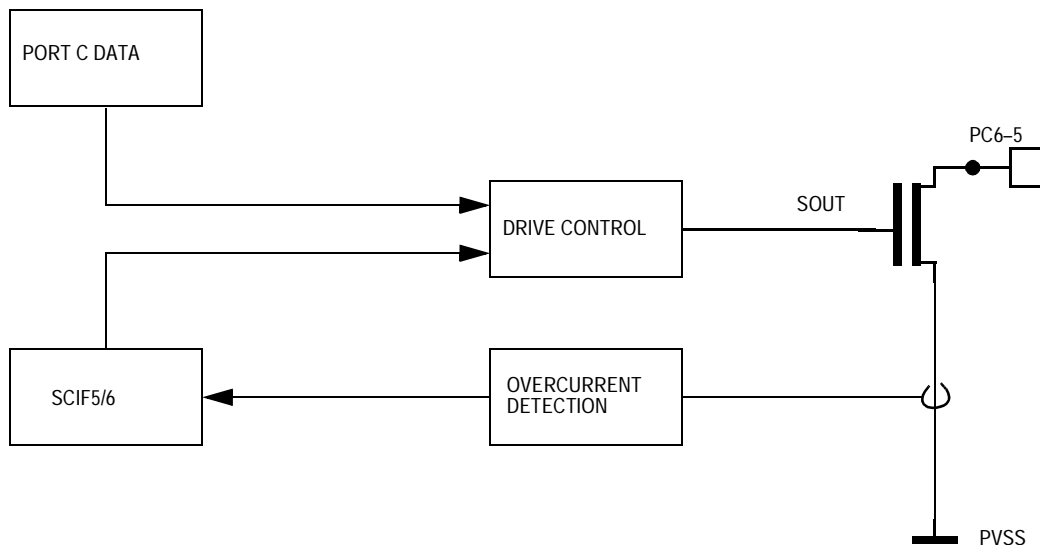 PORT C DATA
PC6–5
SOUT
DRIVE CONTROL
SCIF5/6
OVERCURRENT
DETECTION
PVSS